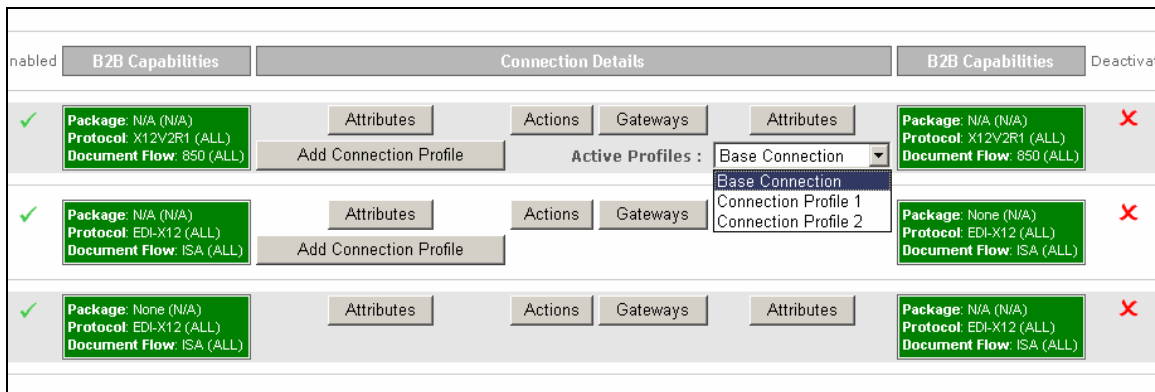 nabled B2B Capabilities Connection Details B2B Capabilities Deactiva
Package: N/A (N/A)
Protocol: X12V2R1 (ALL)
Document Flow: 850 (ALL)
Attributes Actions Gateways Attributes
Add Connection Profile Active Profiles : Base Connection
Base Connection
Connection Profile 1
Connection Profile 2
Package: N/A (N/A)
Protocol: X12V2R1 (ALL)
Document Flow: 850 (ALL)
Package: N/A (N/A)
Protocol: EDI-X12 (ALL)
Document Flow: ISA (ALL)
Attributes Actions Gateways
Add Connection Profile
Package: None (N/A)
Protocol: EDI-X12 (ALL)
Document Flow: ISA (ALL)
Package: None (N/A)
Protocol: EDI-X12 (ALL)
Document Flow: ISA (ALL)
Attributes Actions Gateways Attributes
Package: N/A (N/A)
Protocol: EDI-X12 (ALL)
Document Flow: ISA (ALL)